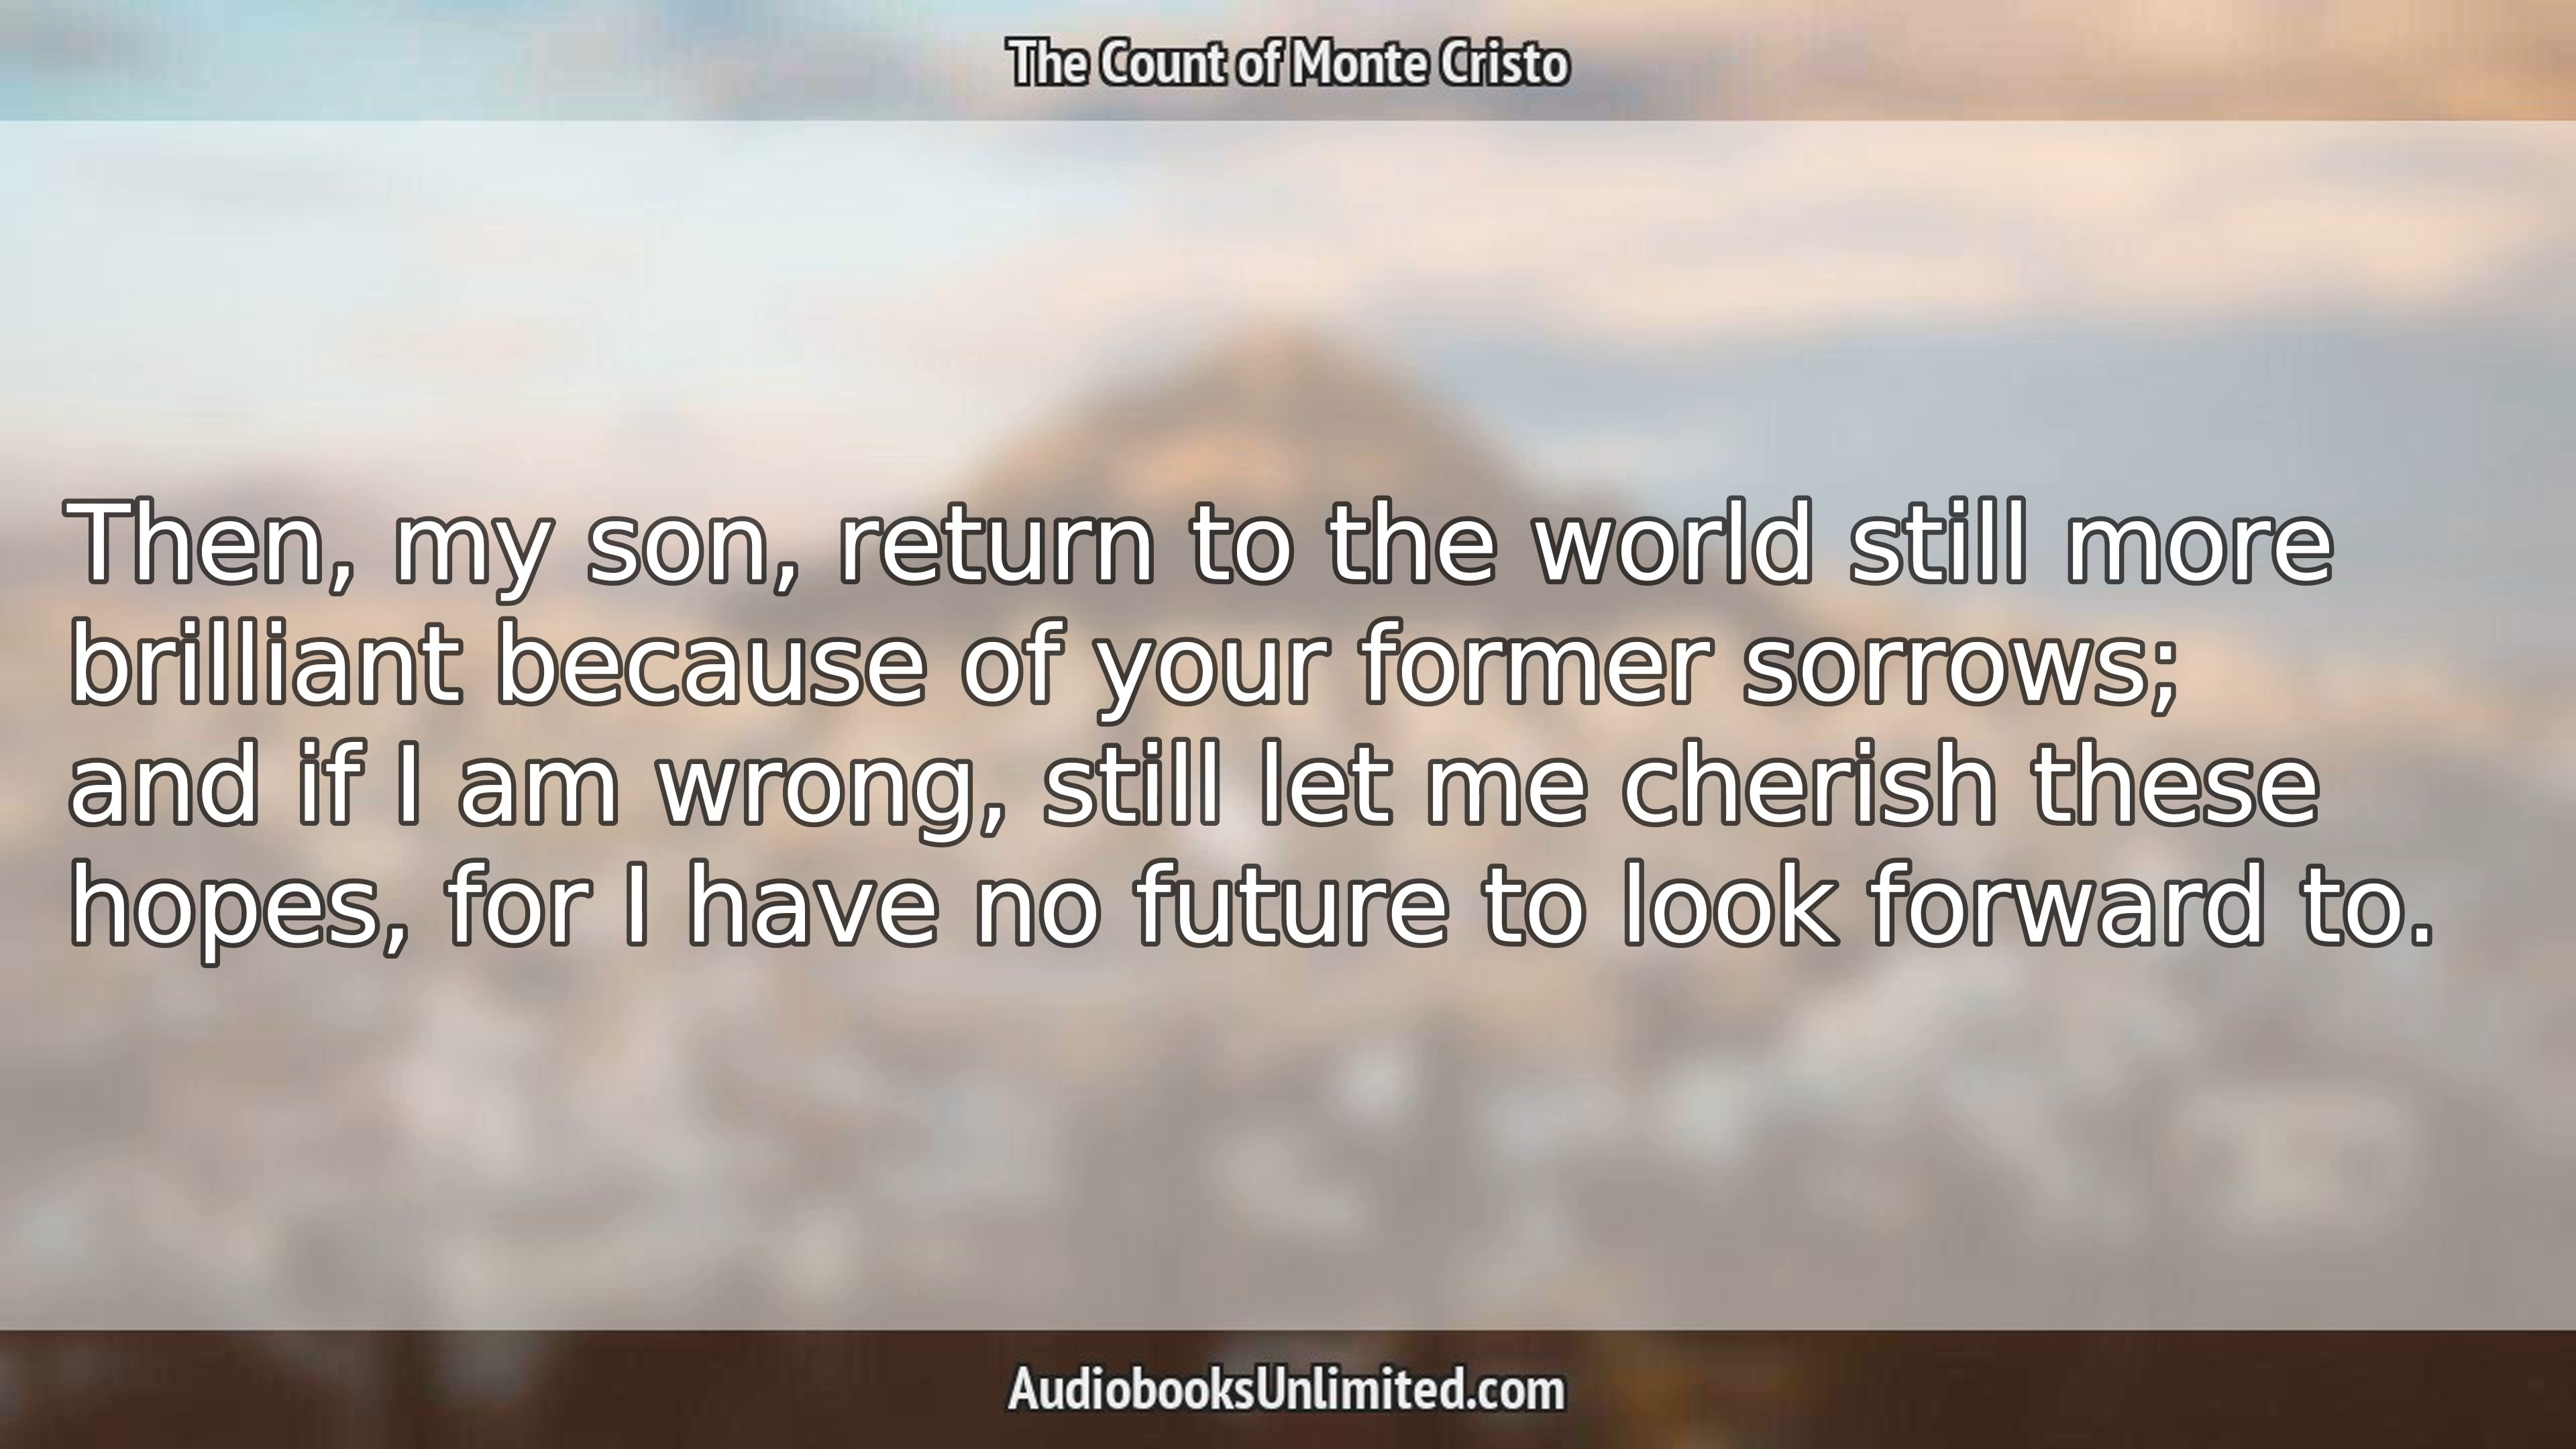 The Count of Monte Cristo
Then, my son, return to the world still more
brilliant because of your former sorrows;
and if I am wrong, still let me cherish these
hopes, for I have no future to look forward to.
AudiobooksUnlimited.com